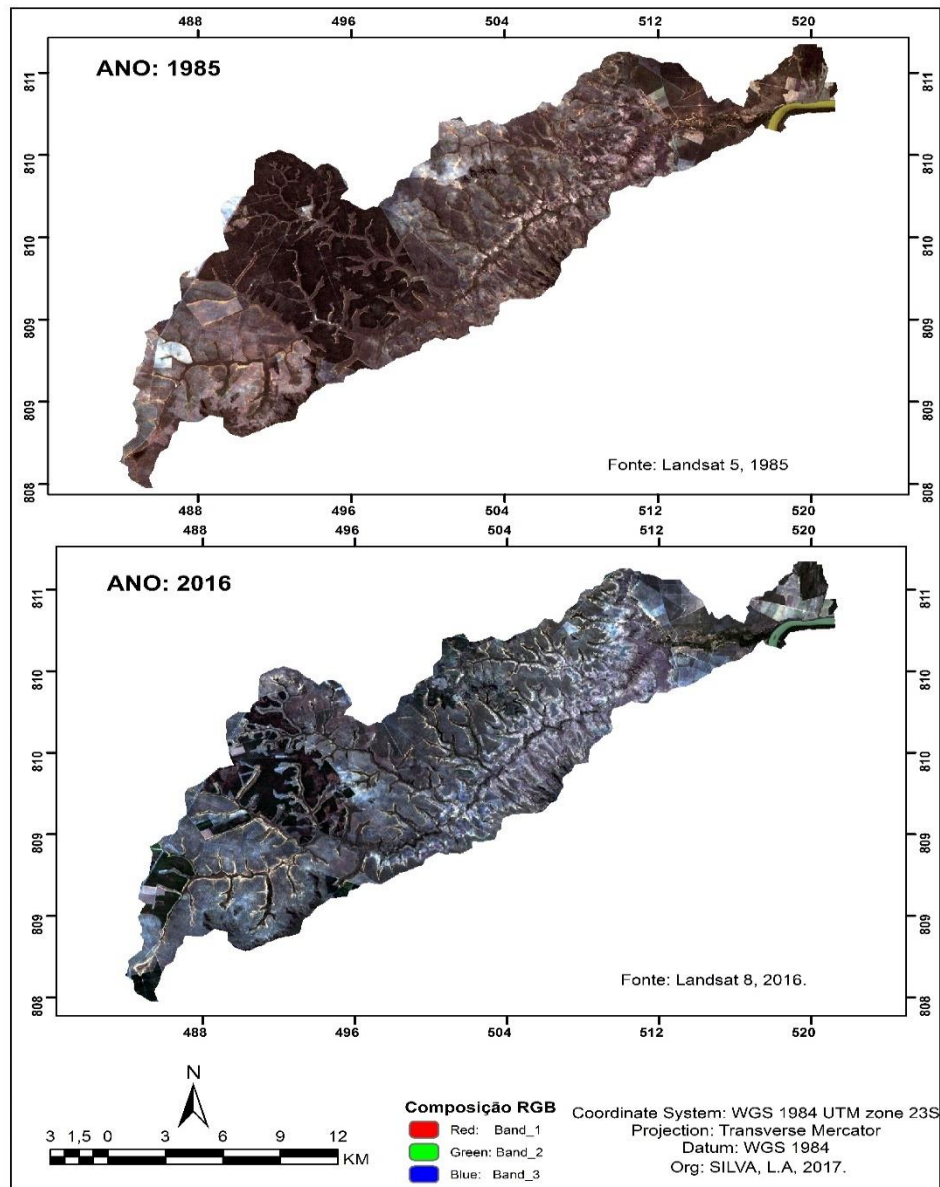 488 496 504 512 520
ANO: 1985
811
810
810
809
809
808
Fonte: Landsat 5, 1985
488 496 504 512 520
488 496 504 512 520
ANO: 2016
811
810
810
809
809
808
Fonte: Landsat 8, 2016.
488 496 504 512 520
N
3 1,5 0 3 6 9 12
KM
Composição RGB
Red: Band_1
Green: Band_2
Blue: Band_3
Coordinate System: WGS 1984 UTM zone 23S
Projection: Transverse Mercator
Datum: WGS 1984
Org: SILVA, L.A, 2017.